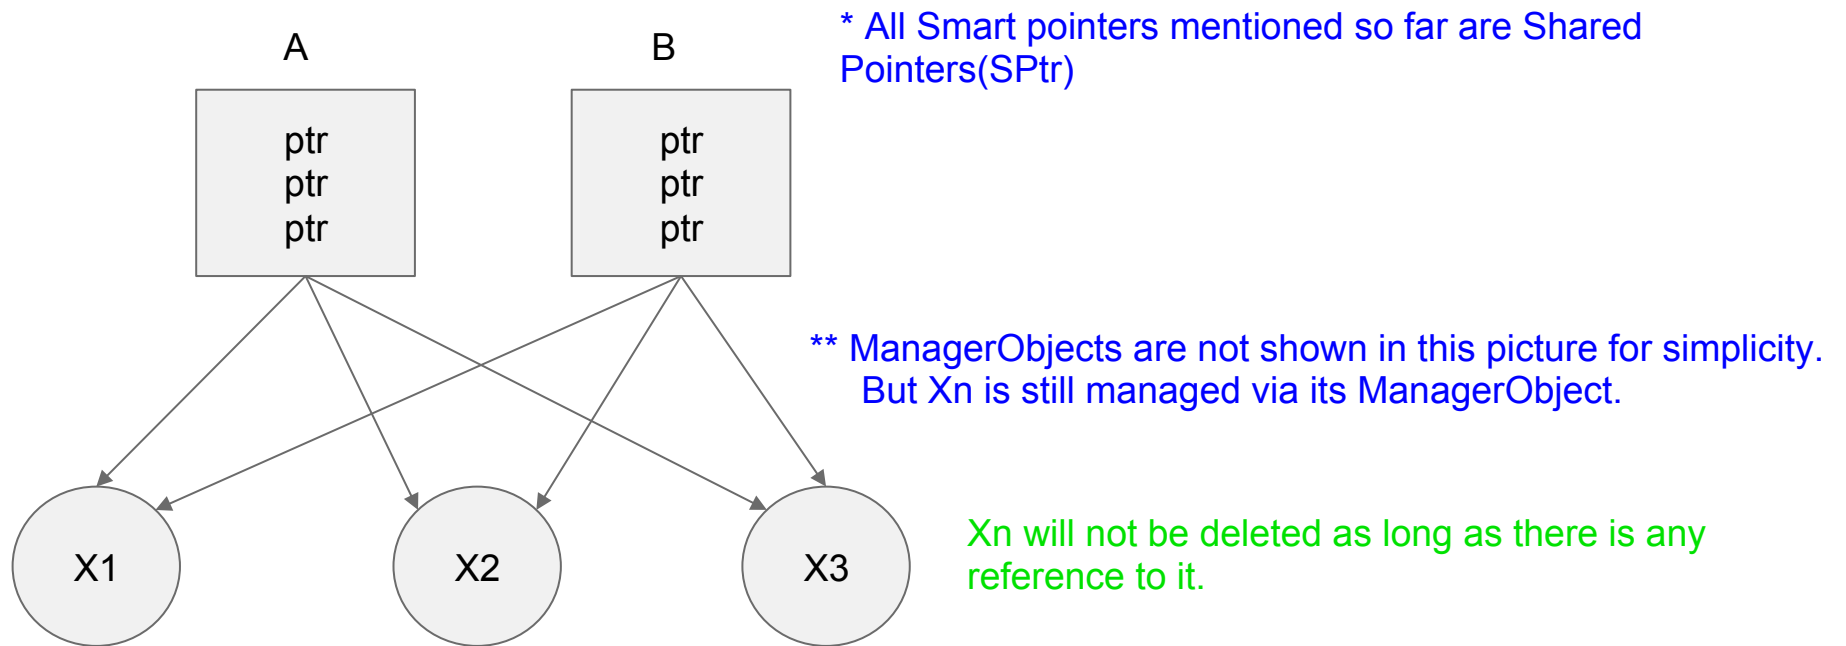 A
B
* All Smart pointers mentioned so far are Shared
Pointers(SPtr)
ptr
ptr
ptr
ptr
ptr
ptr
** ManagerObjects are not shown in this picture for simplicity.
But Xn is still managed via its ManagerObject.
X1
X2
X3
Xn will not be deleted as long as there is any
reference to it.